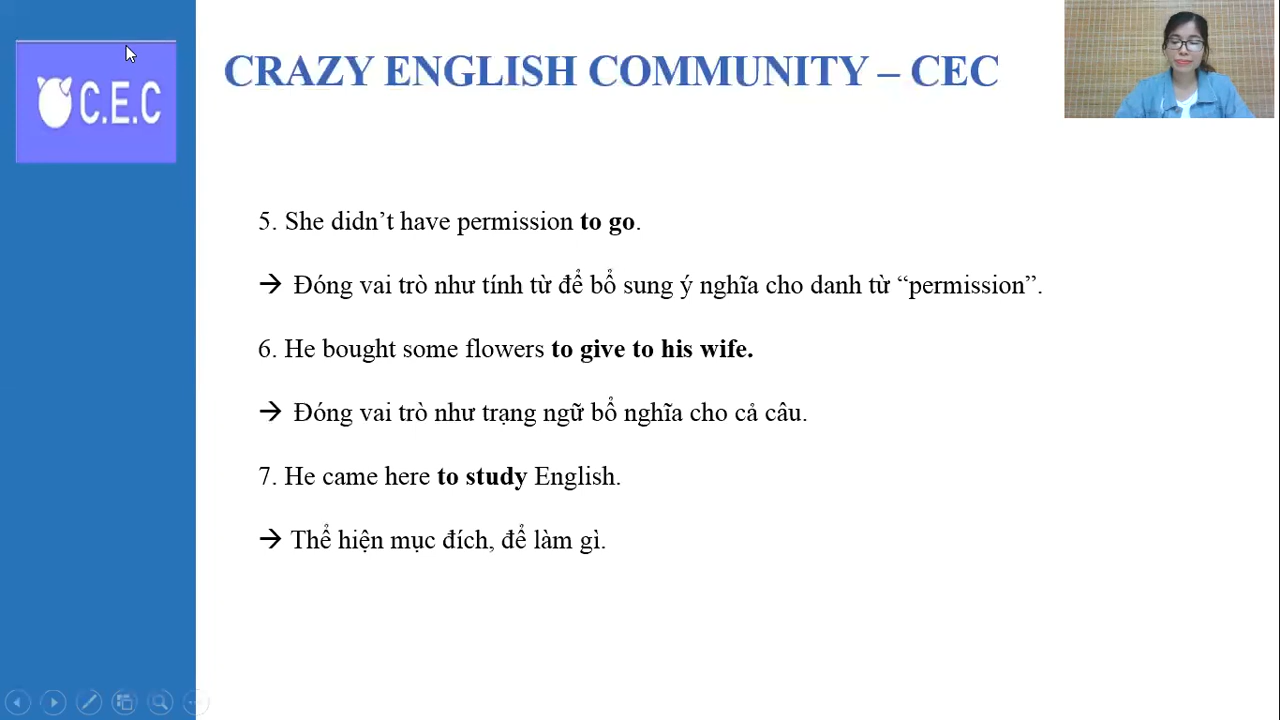 C.E.C
CRAZY ENGLISH COMMUNITY – CEC
5. She didn’t have permission to go.
→ Đóng vai trò như tính từ để bổ sung ý nghĩa cho danh từ “permission”.
6. He bought some flowers to give to his wife.
→ Đóng vai trò như trạng ngữ bổ nghĩa cho cả câu.
7. He came here to study English.
→ Thể hiện mục đích, để làm gì.